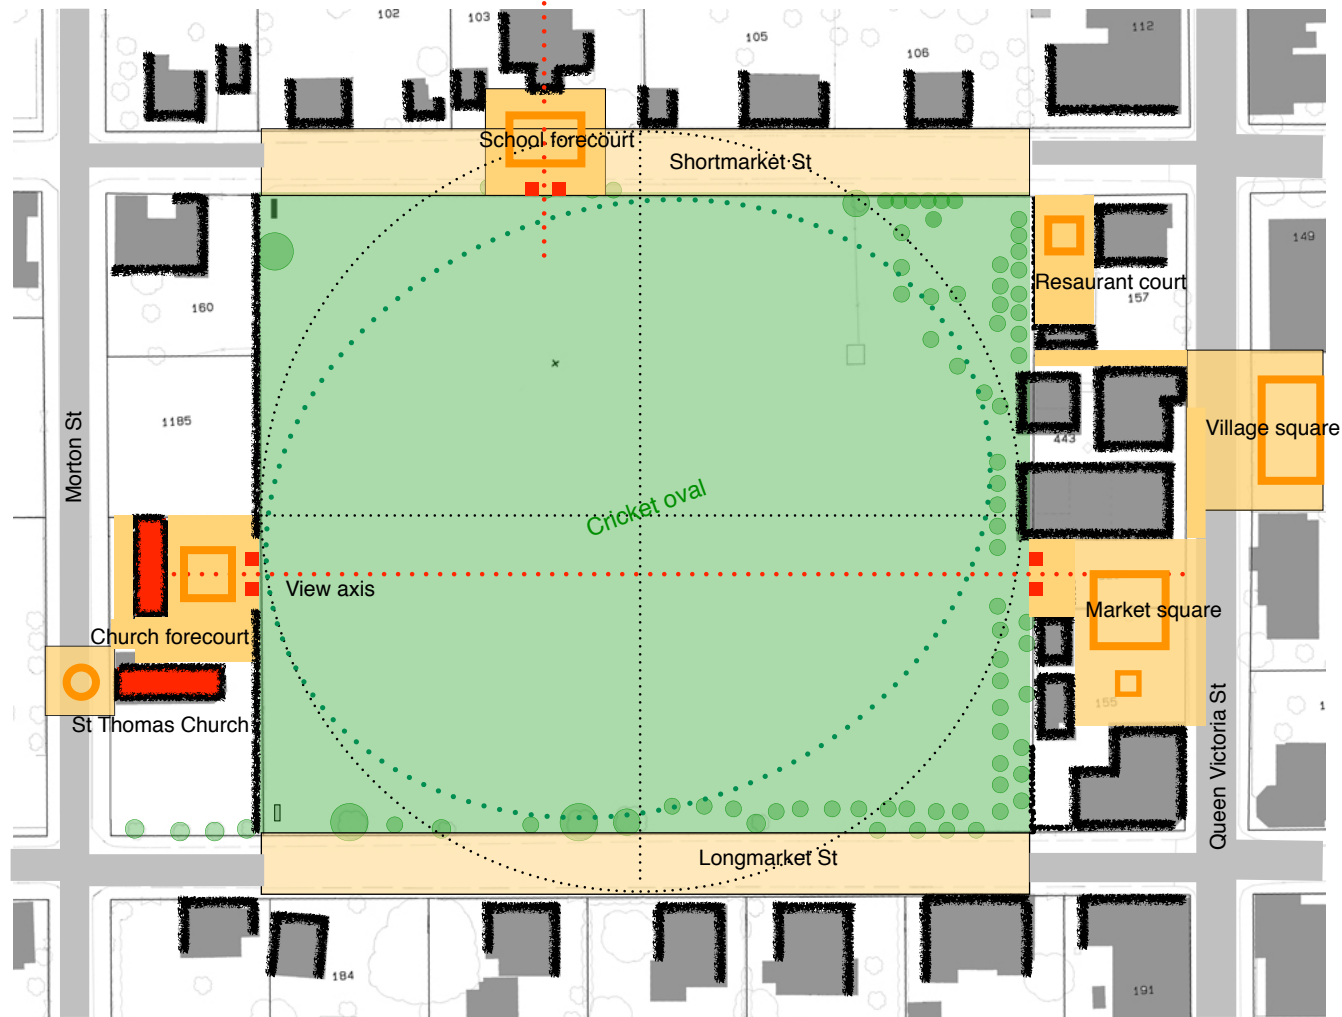 102
103
105
106
112
School forecourt
Shortmarket St
149
Resaurant court
157
160
1185
Morton St
Village square
443
Cricket oval
View axis
Market square
Church forecourt
155
St Thomas Church
Queen Victoria St
Longmarket St
184
191